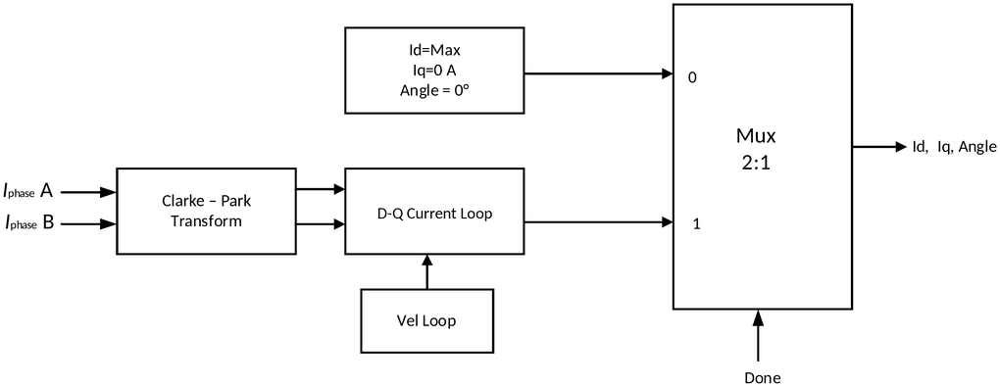 Id=Max
Iq=0 A
Angle = 0°
0
Mux
2:1
Id, Iq, Angle
Iphase A
Iphase B
Clarke – Park
Transform
D-Q Current Loop
1
Vel Loop
Done